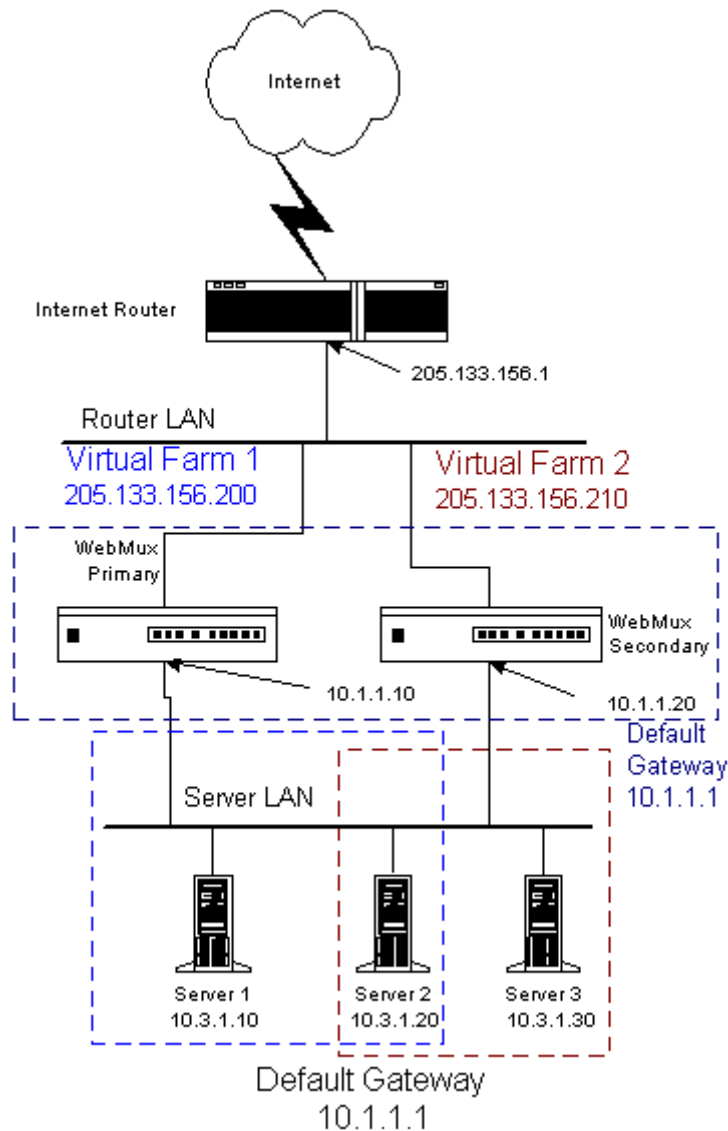 Internet
Internet Router
205.133.156.1
Router LAN
Virtual Farm 1
205.133.156.200
Virtual Farm 2
205.133.156.210
WebMux
Primary
WebMux
Secondary
10.1.1.10
10.1.1.20
Default
Gateway
10.1.1.1
Server LAN
Server 1
10.3.1.10
Server 2
10.3.1.20
Server 3
10.3.1.30
Default Gateway
10.1.1.1